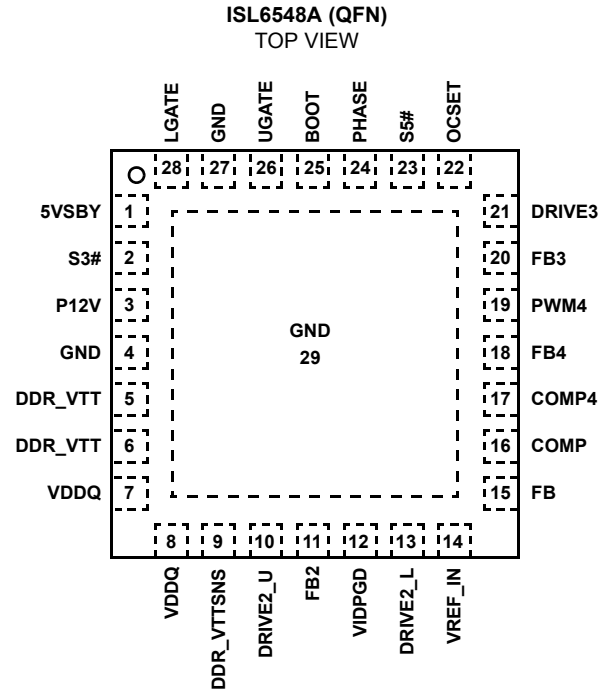 ISL6548A (QFN)
TOP VIEW
LGATE
GND
UGATE
BOOT
PHASE
S5#
OCSET
28 27 26 25 24 23 22
5VSBY 1
S3# 2
P12V 3
GND 4
DDR_VTT 5
DDR_VTT 6
VDDQ 7
GND
29
21 DRIVE3
20 FB3
19 PWM4
18 FB4
17 COMP4
16 COMP
15 FB
8 9 10 11 12 13 14
VDDQ
DDR_VTTSNS
DRIVE2_U
FB2
VIDPGD
DRIVE2_L
VREF_IN